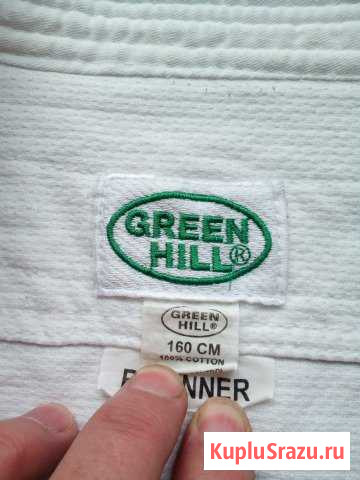 GREEN
HILL®
GREEN
HILL®
160 CM
100% COTTON
KupluSrazu.ru